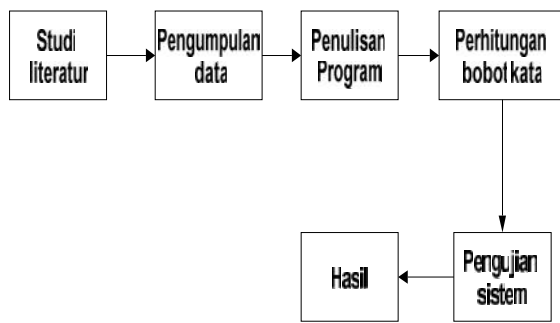 Studi
literatur
Pengumpulan
data
Penulisan
Program
Perhitungan
bobot kata
Pengujian
sistem
Hasil